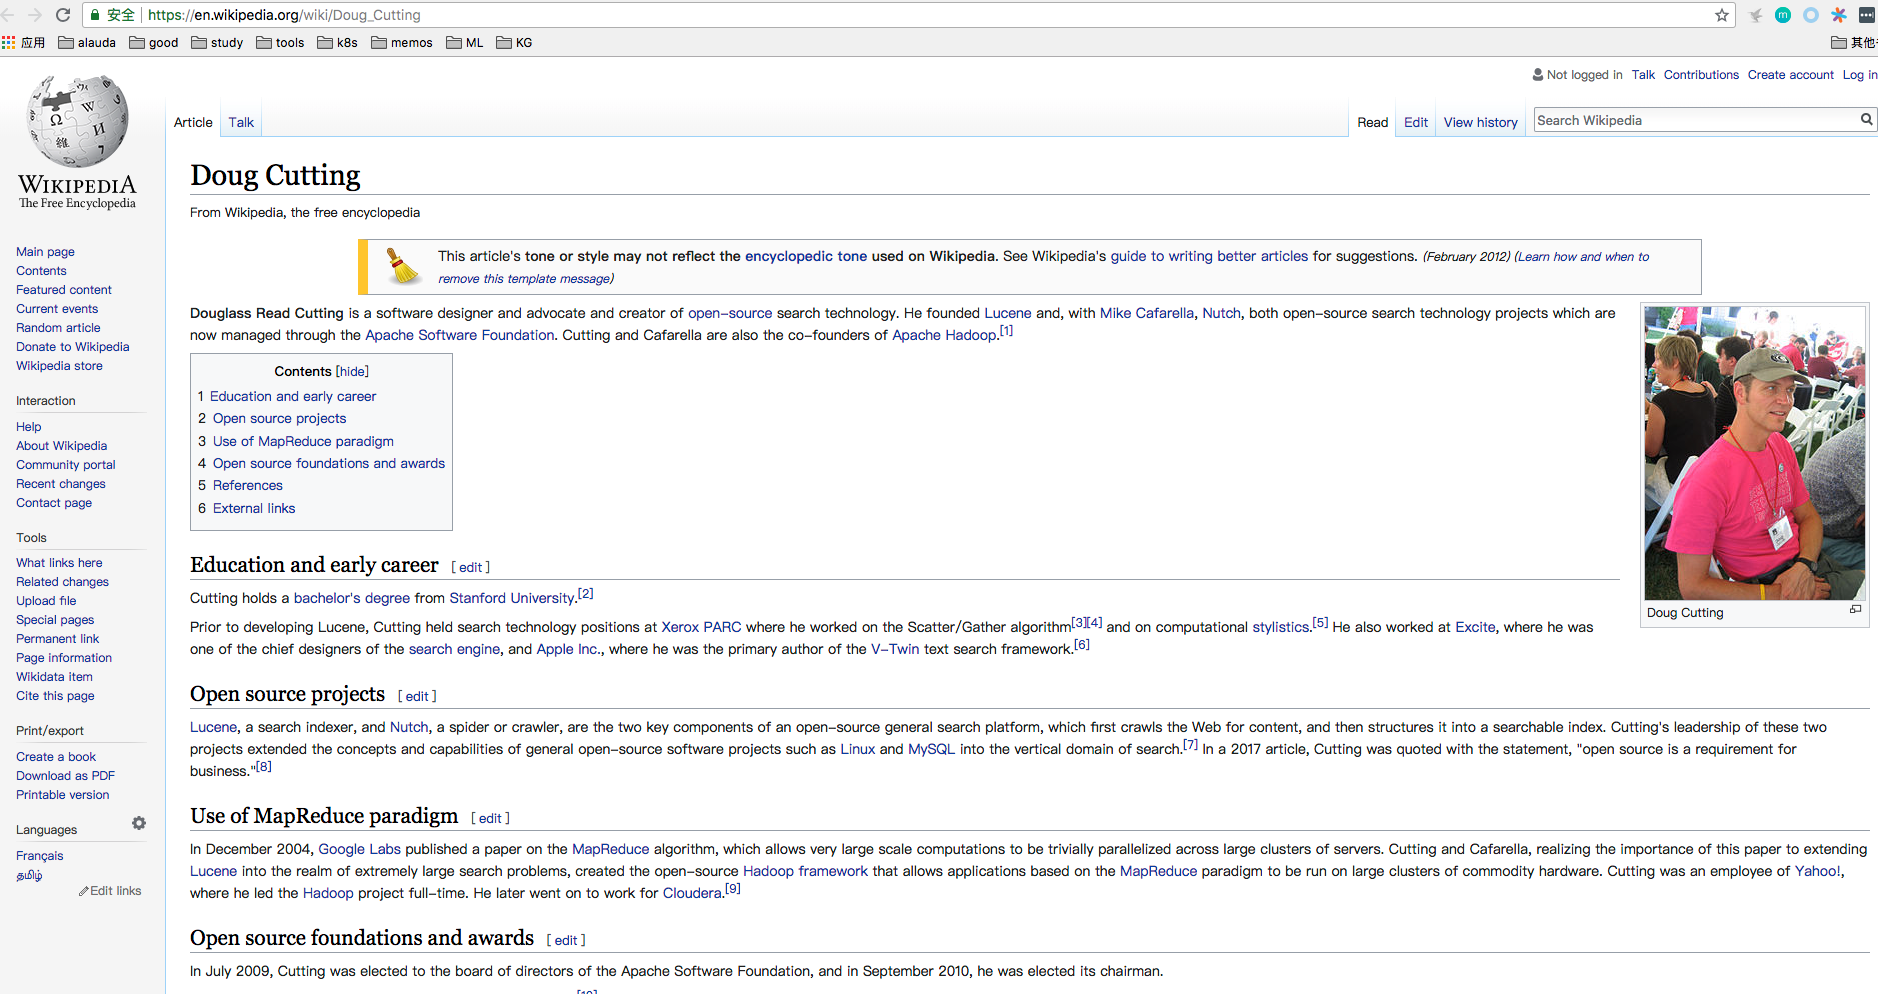 安全 https://en.wikipedia.org/wiki/Doug_Cutting
应用 alauda good study tools k8s memos ML KG 其他
Not logged in Talk Contributions Create account Log in
Article Talk Read Edit View history Search Wikipedia
WIKIPEDIA
The Free Encyclopedia
Main page
Contents
Featured content
Current events
Random article
Donate to Wikipedia
Wikipedia store
Interaction
Help
About Wikipedia
Community portal
Recent changes
Contact page
Tools
What links here
Related changes
Upload file
Special pages
Permanent link
Page information
Wikidata item
Cite this page
Print/export
Create a book
Download as PDF
Printable version
Languages
Français
தமிழ்
Edit links
Doug Cutting
From Wikipedia, the free encyclopedia
This article's tone or style may not reflect the encyclopedic tone used on Wikipedia. See Wikipedia's guide to writing better articles for suggestions. (February 2012) (Learn how and when to
remove this template message)
Douglass Read Cutting is a software designer and advocate and creator of open-source search technology. He founded Lucene and, with Mike Cafarella, Nutch, both open-source search technology projects which are
now managed through the Apache Software Foundation. Cutting and Cafarella are also the co-founders of Apache Hadoop.[1]
Contents [hide]
1 Education and early career
2 Open source projects
3 Use of MapReduce paradigm
4 Open source foundations and awards
5 References
6 External links
Doug Cutting
Education and early career [ edit ]
Cutting holds a bachelor's degree from Stanford University.[2]
Prior to developing Lucene, Cutting held search technology positions at Xerox PARC where he worked on the Scatter/Gather algorithm[3][4] and on computational stylistics.[5] He also worked at Excite, where he was
one of the chief designers of the search engine, and Apple Inc., where he was the primary author of the V-Twin text search framework.[6]
Open source projects [ edit ]
Lucene, a search indexer, and Nutch, a spider or crawler, are the two key components of an open-source general search platform, which first crawls the Web for content, and then structures it into a searchable index. Cutting's leadership of these two
projects extended the concepts and capabilities of general open-source software projects such as Linux and MySQL into the vertical domain of search.[7] In a 2017 article, Cutting was quoted with the statement, "open source is a requirement for
business."[8]
Use of MapReduce paradigm [ edit ]
In December 2004, Google Labs published a paper on the MapReduce algorithm, which allows very large scale computations to be trivially parallelized across large clusters of servers. Cutting and Cafarella, realizing the importance of this paper to extending
Lucene into the realm of extremely large search problems, created the open-source Hadoop framework that allows applications based on the MapReduce paradigm to be run on large clusters of commodity hardware. Cutting was an employee of Yahoo!,
where he led the Hadoop project full-time. He later went on to work for Cloudera.[9]
Open source foundations and awards [ edit ]
In July 2009, Cutting was elected to the board of directors of the Apache Software Foundation, and in September 2010, he was elected its chairman.